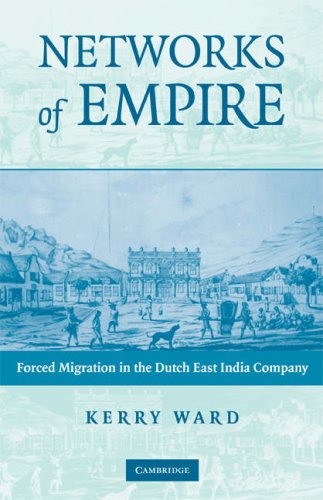 NETWORKS
of EMPIRE
Forced Migration in the Dutch East India Company
KERRY WARD
CAMBRIDGE